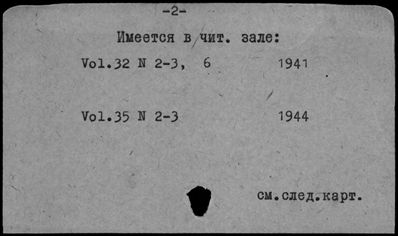 -2-
Имеется в чит. зале:
Vol.32 N 2-3, 6 1941
Vol.35 N 2-3 1944
см.след.карт.